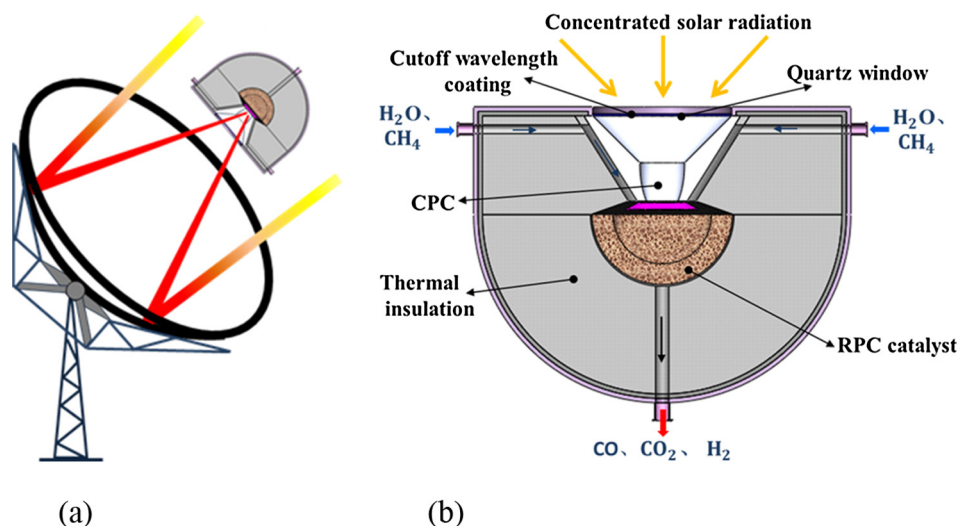 Concentrated solar radiation
Cutoff wavelength
coating
Quartz window
H₂O、
CH₄
H₂O、
CH₄
CPC
Thermal
insulation
RPC catalyst
CO、CO₂、 H₂
(a)
(b)